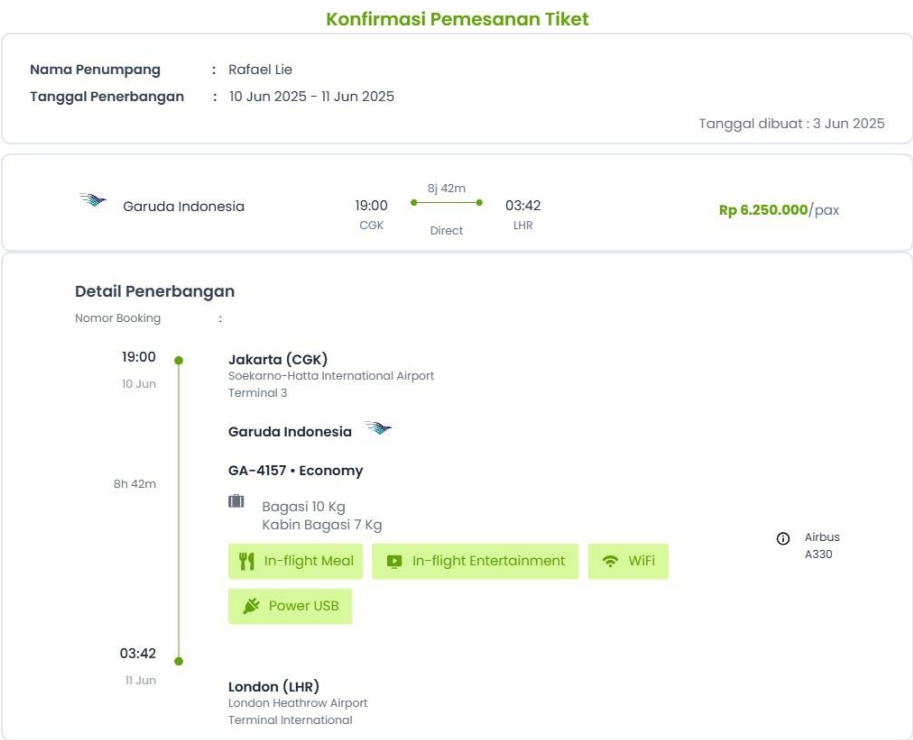 Konfirmasi Pemesanan Tiket
Nama Penumpang : Rafael Lie
Tanggal Penerbangan : 10 Jun 2025 - 11 Jun 2025
Tanggal dibuat : 3 Jun 2025
Garuda Indonesia
8j 42m
19:00
CGK
Direct
03:42
LHR
Rp 6.250.000/pax
Detail Penerbangan
Nomor Booking :
19:00
10 Jun
Jakarta (CGK)
Soekarno-Hatta International Airport
Terminal 3
Garuda Indonesia
GA-4157 • Economy
8h 42m
Bagasi 10 Kg
Kabin Bagasi 7 Kg
Airbus
A330
In-flight Meal
In-flight Entertainment
WiFi
Power USB
03:42
11 Jun
London (LHR)
London Heathrow Airport
Terminal International